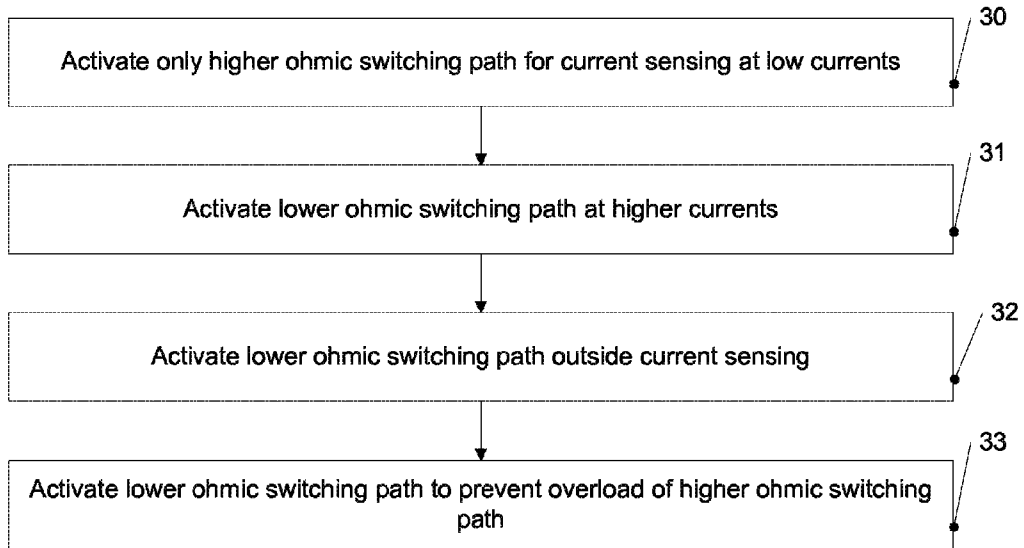 30
Activate only higher ohmic switching path for current sensing at low currents
31
Activate lower ohmic switching path at higher currents
32
Activate lower ohmic switching path outside current sensing
33
Activate lower ohmic switching path to prevent overload of higher ohmic switching
path